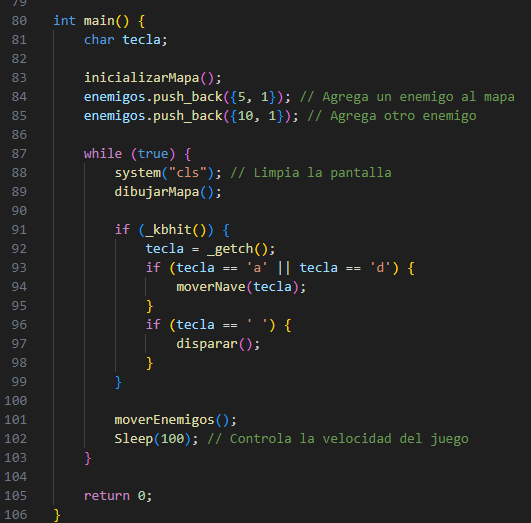 79
80 int main() {
81     char tecla;
82
83     inicializarMapa();
84     enemigos.push_back({5, 1}); // Agrega un enemigo al mapa
85     enemigos.push_back({10, 1}); // Agrega otro enemigo
86
87     while (true) {
88         system("cls"); // Limpia la pantalla
89         dibujarMapa();
90
91         if (_kbhit()) {
92             tecla = _getch();
93             if (tecla == 'a' || tecla == 'd') {
94                 moverNave(tecla);
95             }
96             if (tecla == ' ') {
97                 disparar();
98             }
99         }
100
101         moverEnemigos();
102         Sleep(100); // Controla la velocidad del juego
103     }
104
105     return 0;
106 }